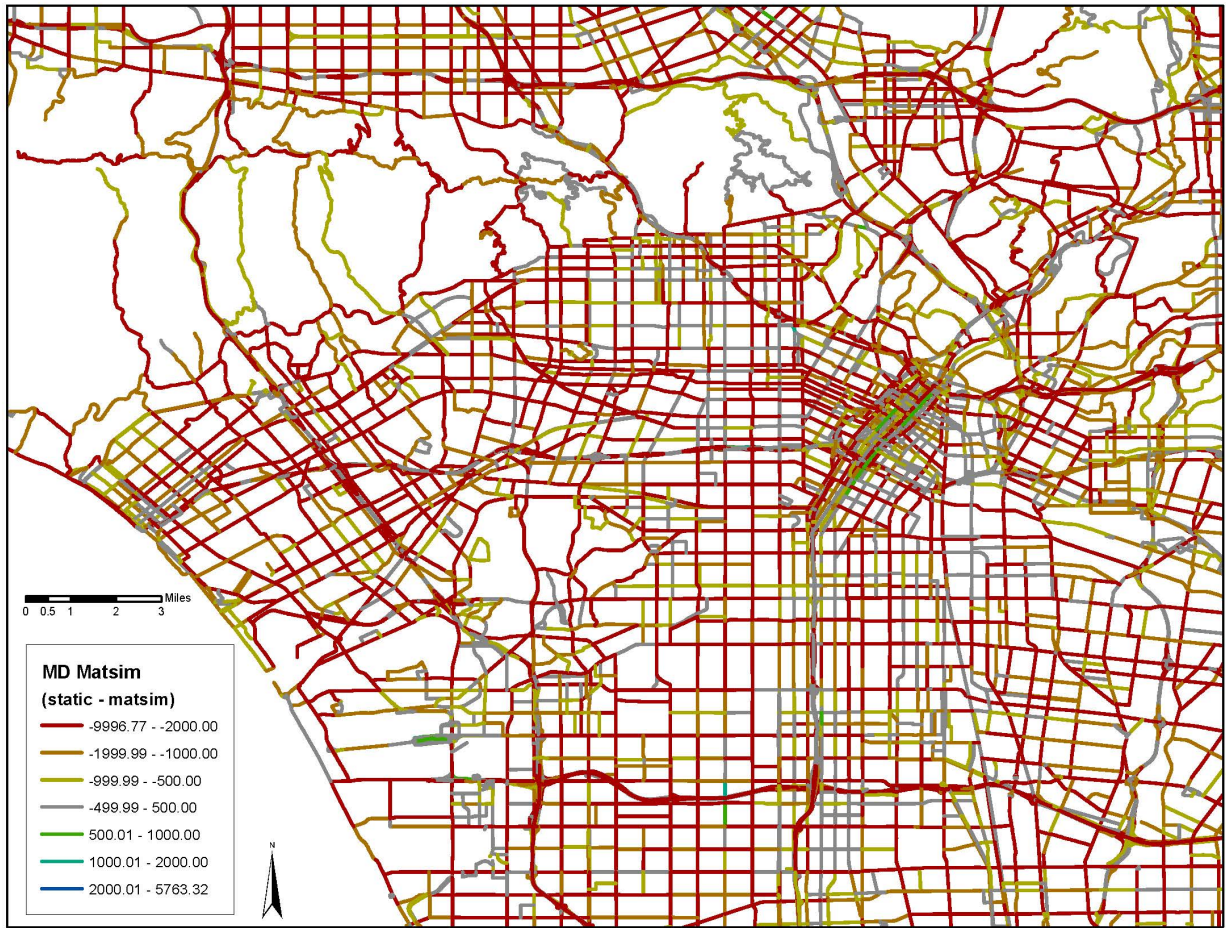 0 0.5 1 2 3 Miles
MD Matsim
(static - matsim)
-9996.77 - -2000.00
-1999.99 - -1000.00
-999.99 - -500.00
-499.99 - 500.00
500.01 - 1000.00
1000.01 - 2000.00
2000.01 - 5763.32
N